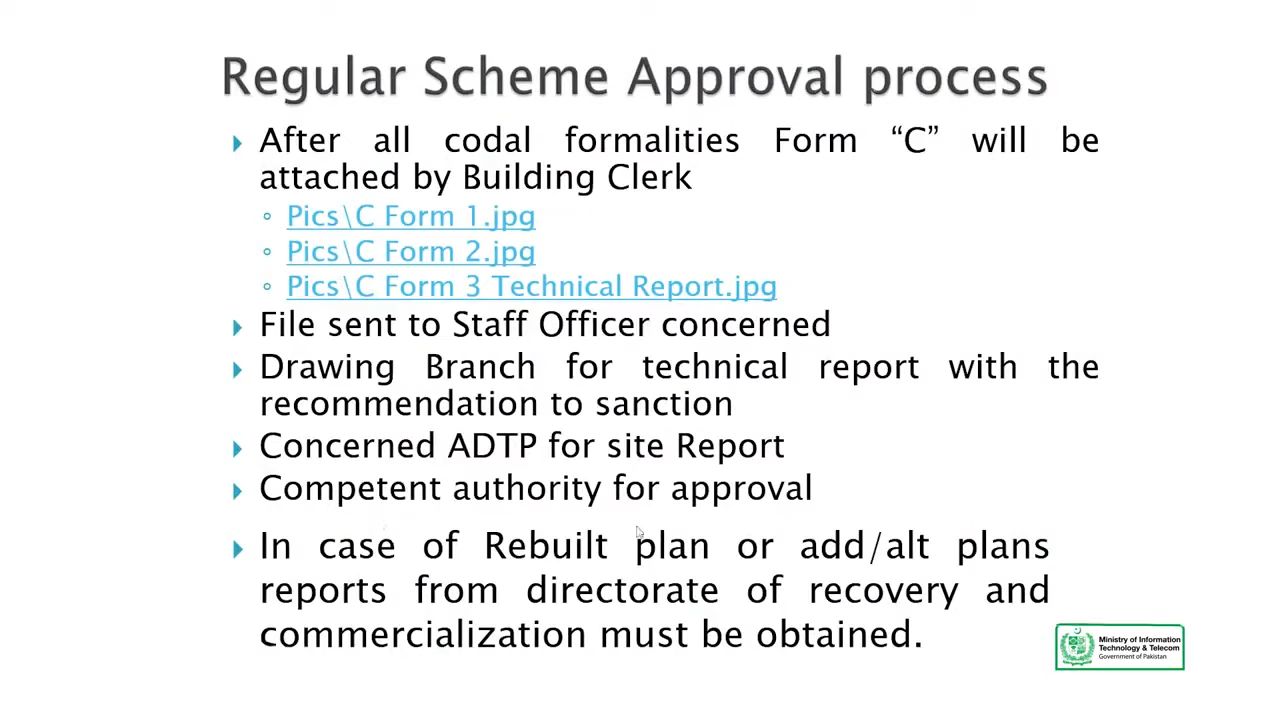 Regular Scheme Approval process
After all codal formalities Form “C” will be
attached by Building Clerk
Pics\C Form 1.jpg
Pics\C Form 2.jpg
Pics\C Form 3 Technical Report.jpg
File sent to Staff Officer concerned
Drawing Branch for technical report with the
recommendation to sanction
Concerned ADTP for site Report
Competent authority for approval
In case of Rebuilt plan or add/alt plans
reports from directorate of recovery and
commercialization must be obtained.
Ministry of Information
Technology & Telecom
Government of Pakistan